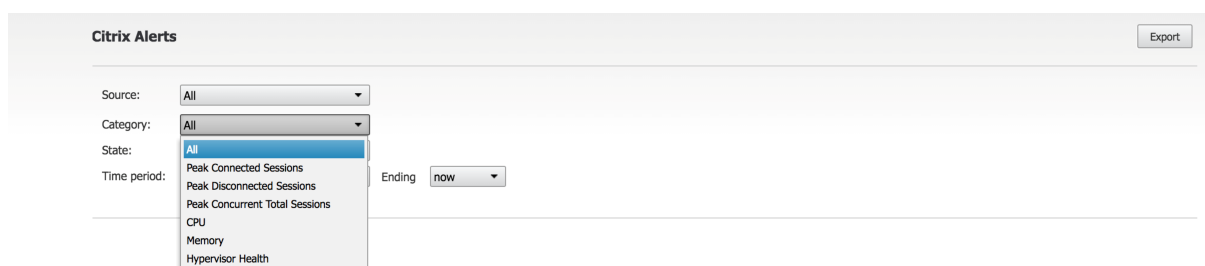 Citrix Alerts
Export
Source: All
Category: All
State: All
Time period: Peak Connected Sessions
Peak Disconnected Sessions Ending now
Peak Concurrent Total Sessions
CPU
Memory
Hypervisor Health